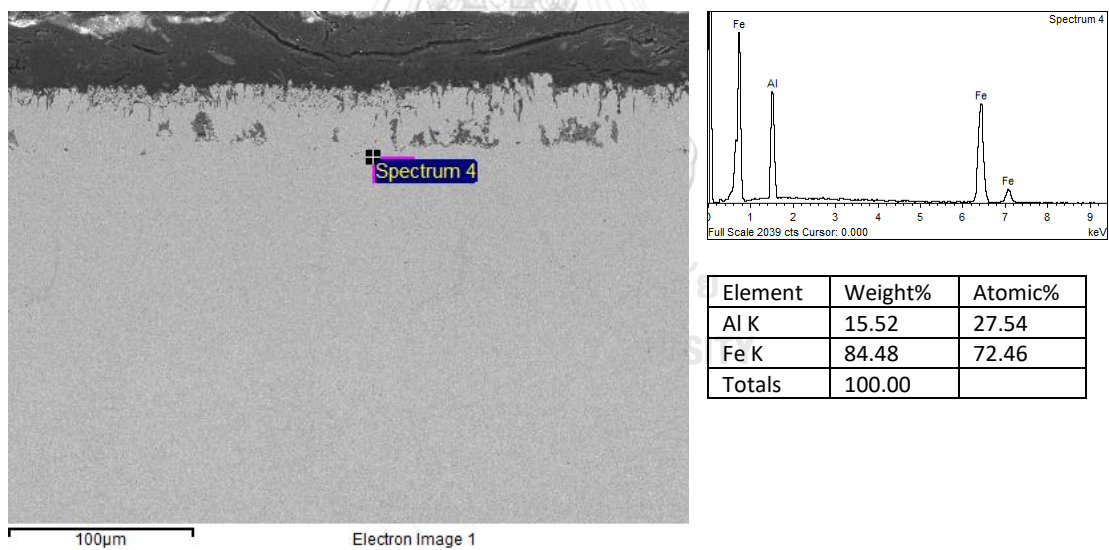 Spectrum 4
100µm
Electron Image 1
Spectrum 4
Fe
Al
Fe
Fe
0 1 2 3 4 5 6 7 8 9
Full Scale 2039 cts Cursor: 0.000 keV
Element Weight% Atomic%
Al K 15.52 27.54
Fe K 84.48 72.46
Totals 100.00
SITY